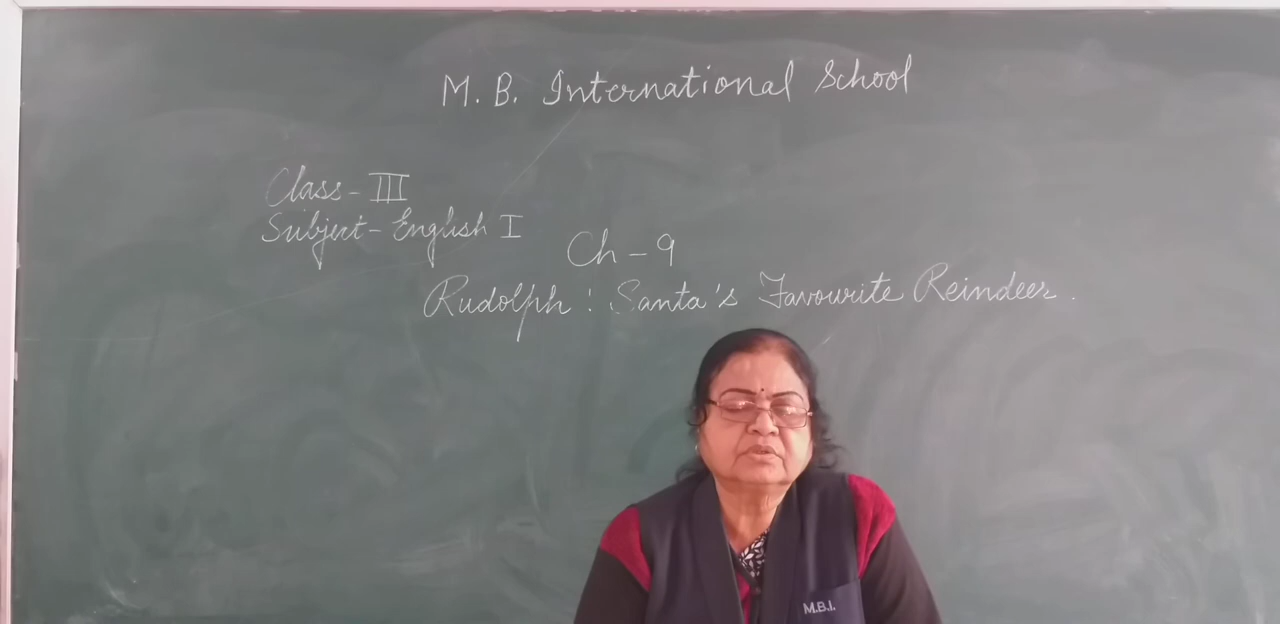 M. B. International School
Class - III
Subject - English I
Ch - 9
Rudolph : Santa's Favourite Reindeer.
M.B.I.